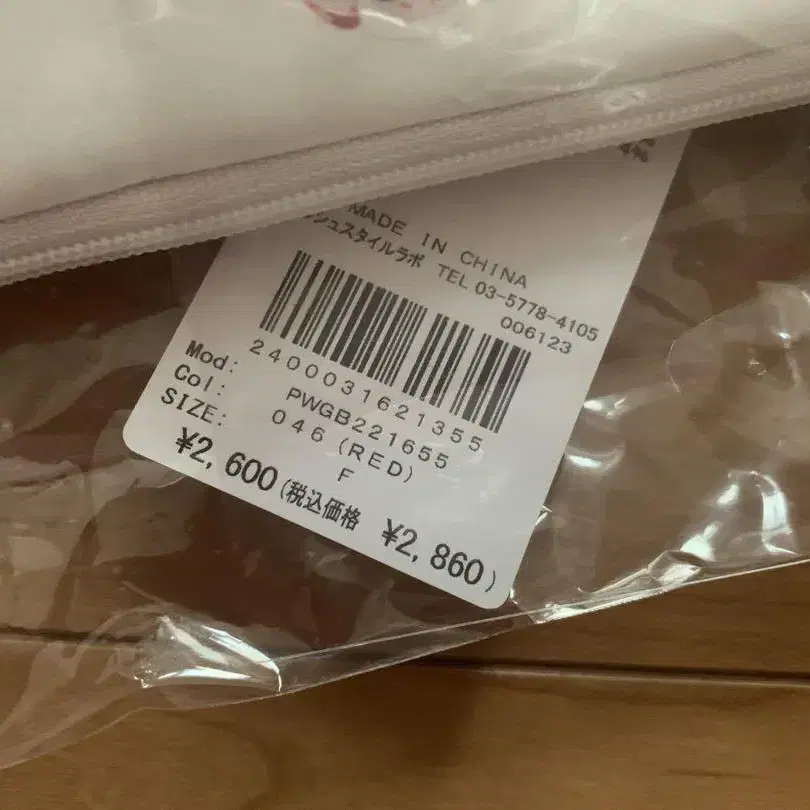 MADE IN CHINA
ュスタイルラボ TEL 03-5778-4105
006123
2400031621355
Mod: PWGB221655
Col: 046 (RED)
SIZE: F
¥2,600 (税込価格 ¥2,860)